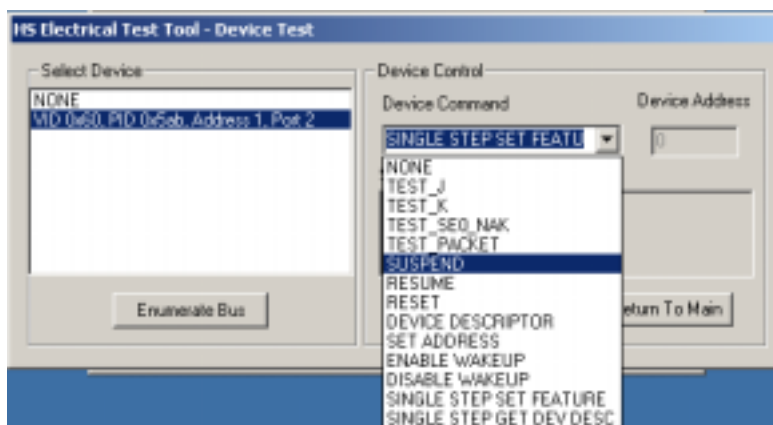 HS Electrical Test Tool - Device Test
Select Device
NONE
VID 0x60, PID 0x5ab, Address 1, Port 2
Enumerate Bus
Device Control
Device Command
Device Address
SINGLE STEP SET FEATU
0
NONE
TEST_J
TEST_K
TEST_SE0_NAK
TEST_PACKET
SUSPEND
RESUME
RESET
DEVICE DESCRIPTOR
SET ADDRESS
ENABLE WAKEUP
DISABLE WAKEUP
SINGLE STEP SET FEATURE
SINGLE STEP GET DEV DESC
eturn To Main